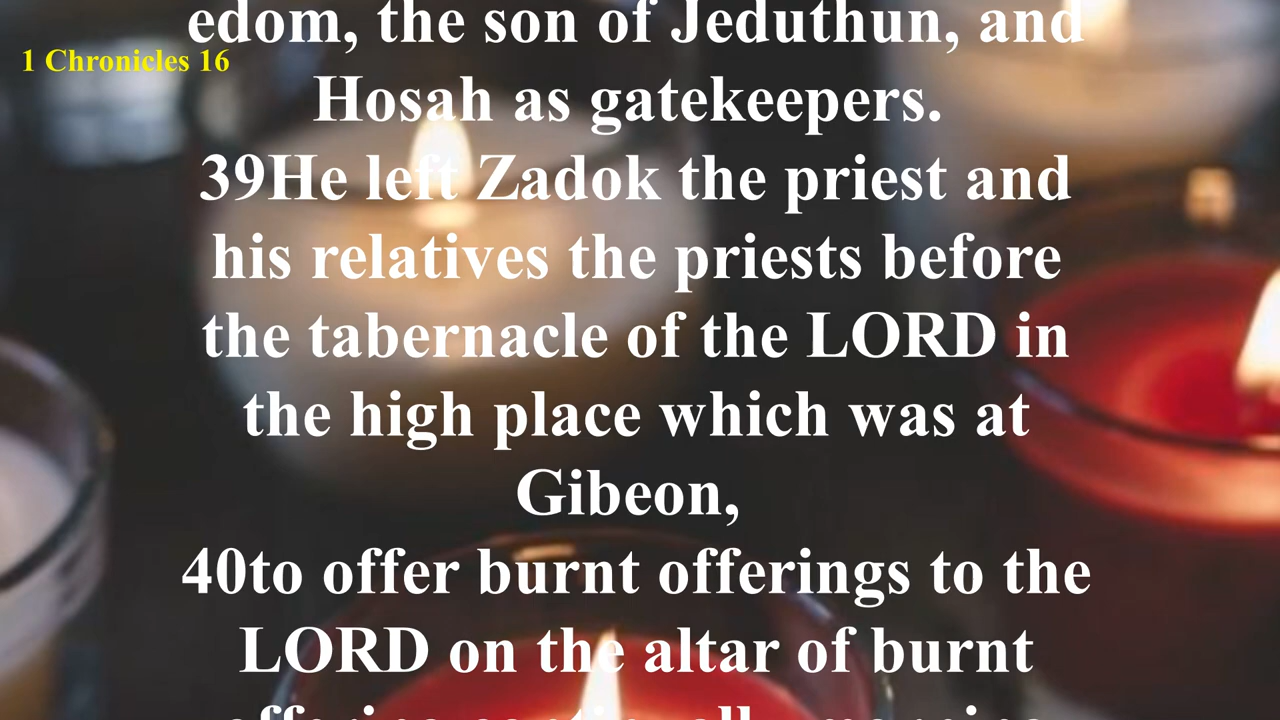 edom, the son of Jeduthun, and
1 Chronicles 16
Hosah as gatekeepers.
39He left Zadok the priest and
his relatives the priests before
the tabernacle of the LORD in
the high place which was at
Gibeon,
40to offer burnt offerings to the
LORD on the altar of burnt